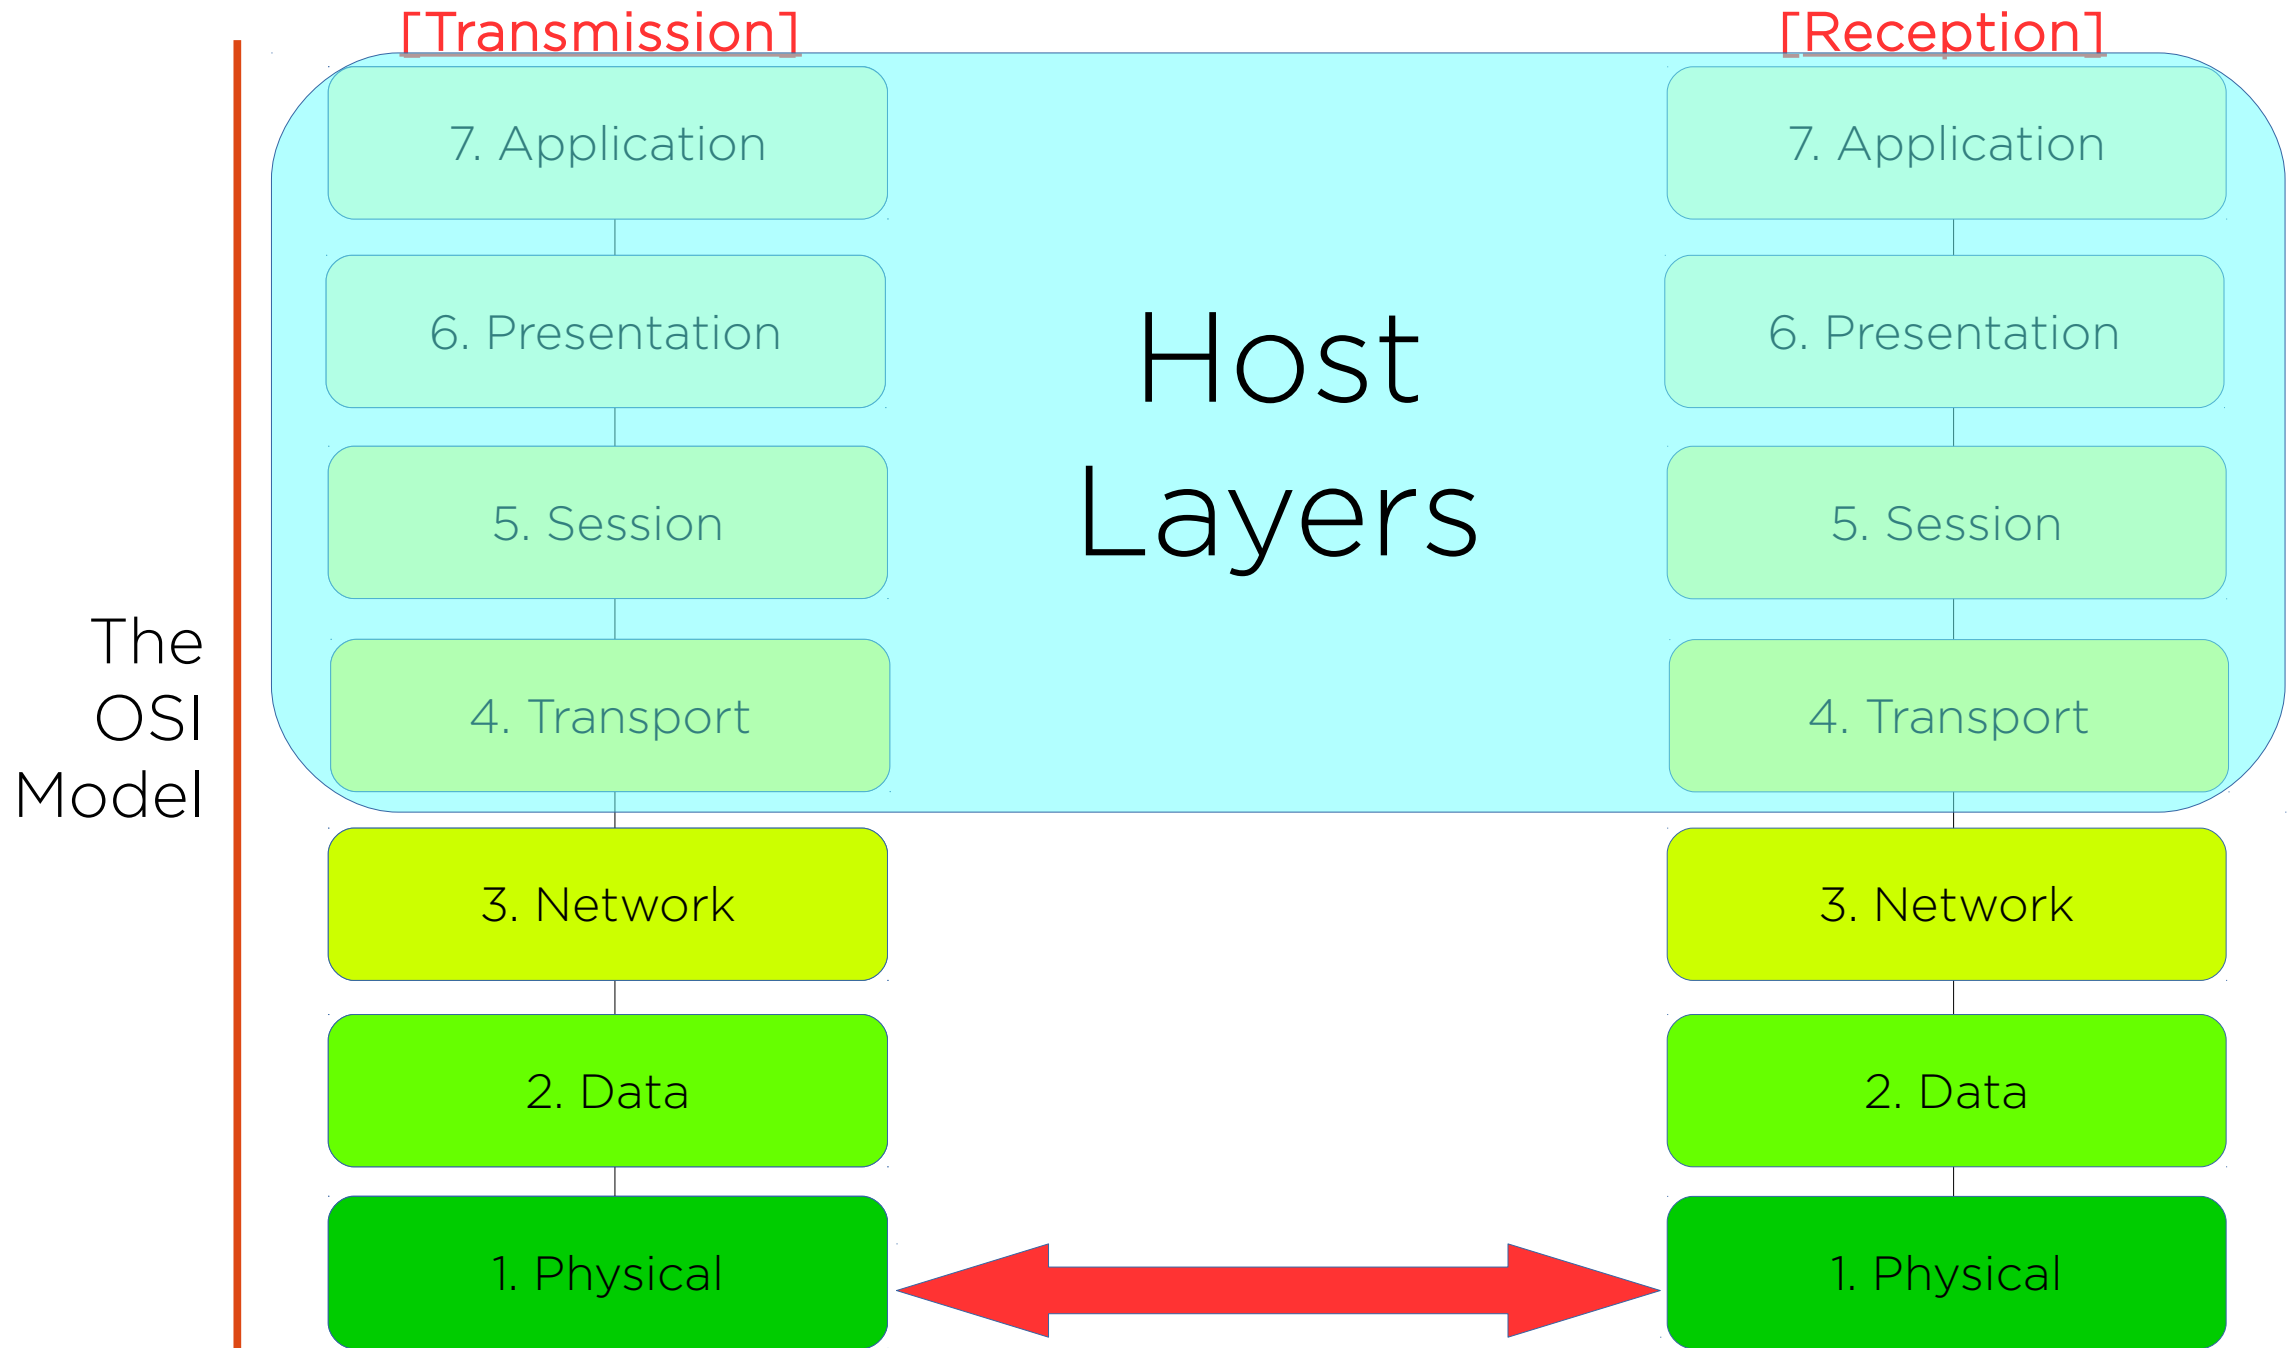 [Transmission]
[Reception]
7. Application
7. Application
6. Presentation
6. Presentation
Host
Layers
5. Session
5. Session
The
OSI
Model
4. Transport
4. Transport
3. Network
3. Network
2. Data
2. Data
1. Physical
1. Physical